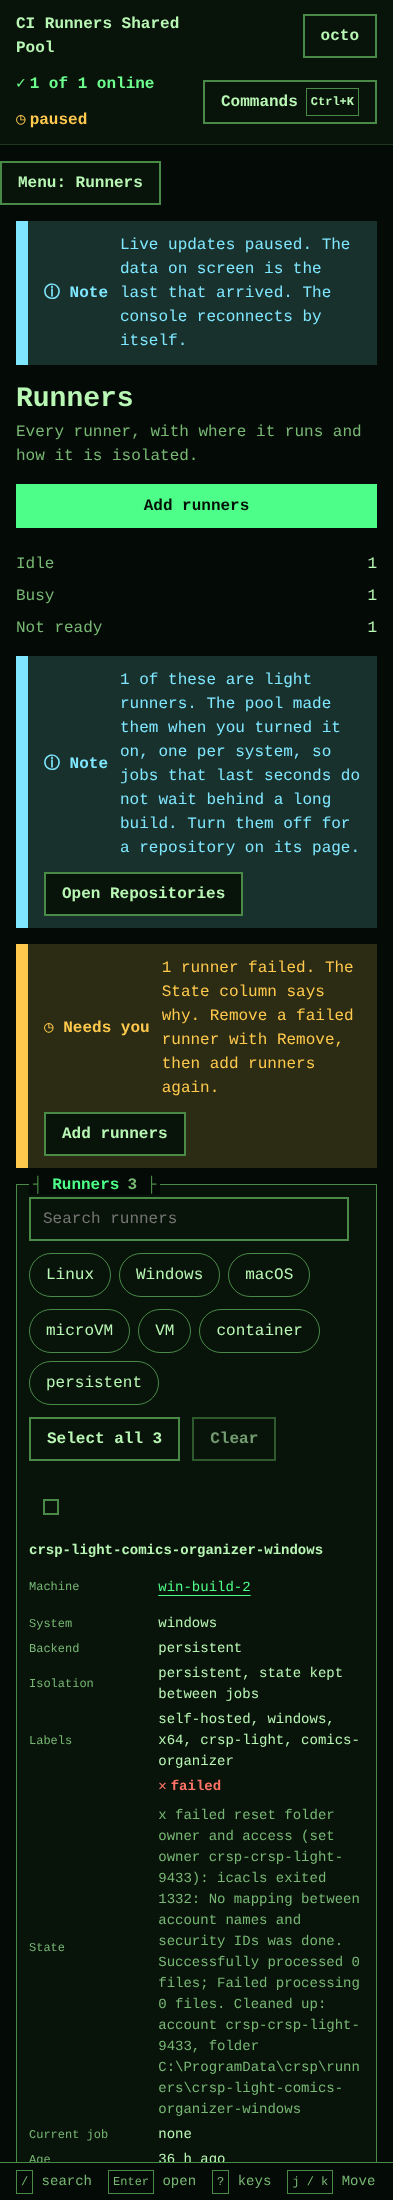 CI Runners Shared
Pool
octo
✓ 1 of 1 online
Commands Ctrl+K
◷ paused
Menu: Runners
ⓘ Note
Live updates paused. The
data on screen is the
last that arrived. The
console reconnects by
itself.
Runners
Every runner, with where it runs and
how it is isolated.
Add runners
Idle 1
Busy 1
Not ready 1
ⓘ Note
1 of these are light
runners. The pool made
them when you turned it
on, one per system, so
jobs that last seconds do
not wait behind a long
build. Turn them off for
a repository on its page.
Open Repositories
◷ Needs you
1 runner failed. The
State column says
why. Remove a failed
runner with Remove,
then add runners
again.
Add runners
┤ Runners 3 ├
Search runners
Linux Windows macOS
microVM VM container
persistent
Select all 3 Clear
crsp-light-comics-organizer-windows
Machine win-build-2
System windows
Backend persistent
Isolation persistent, state kept
between jobs
Labels self-hosted, windows,
x64, crsp-light, comics-
organizer
State
✕ failed
x failed reset folder
owner and access (set
owner crsp-crsp-light-
9433): icacls exited
1332: No mapping between
account names and
security IDs was done.
Successfully processed 0
files; Failed processing
0 files. Cleaned up:
account crsp-crsp-light-
9433, folder
C:\ProgramData\crsp\runn
ers\crsp-light-comics-
organizer-windows
Current job none
Age 36 h ago
/ search Enter open ? keys j / k Move